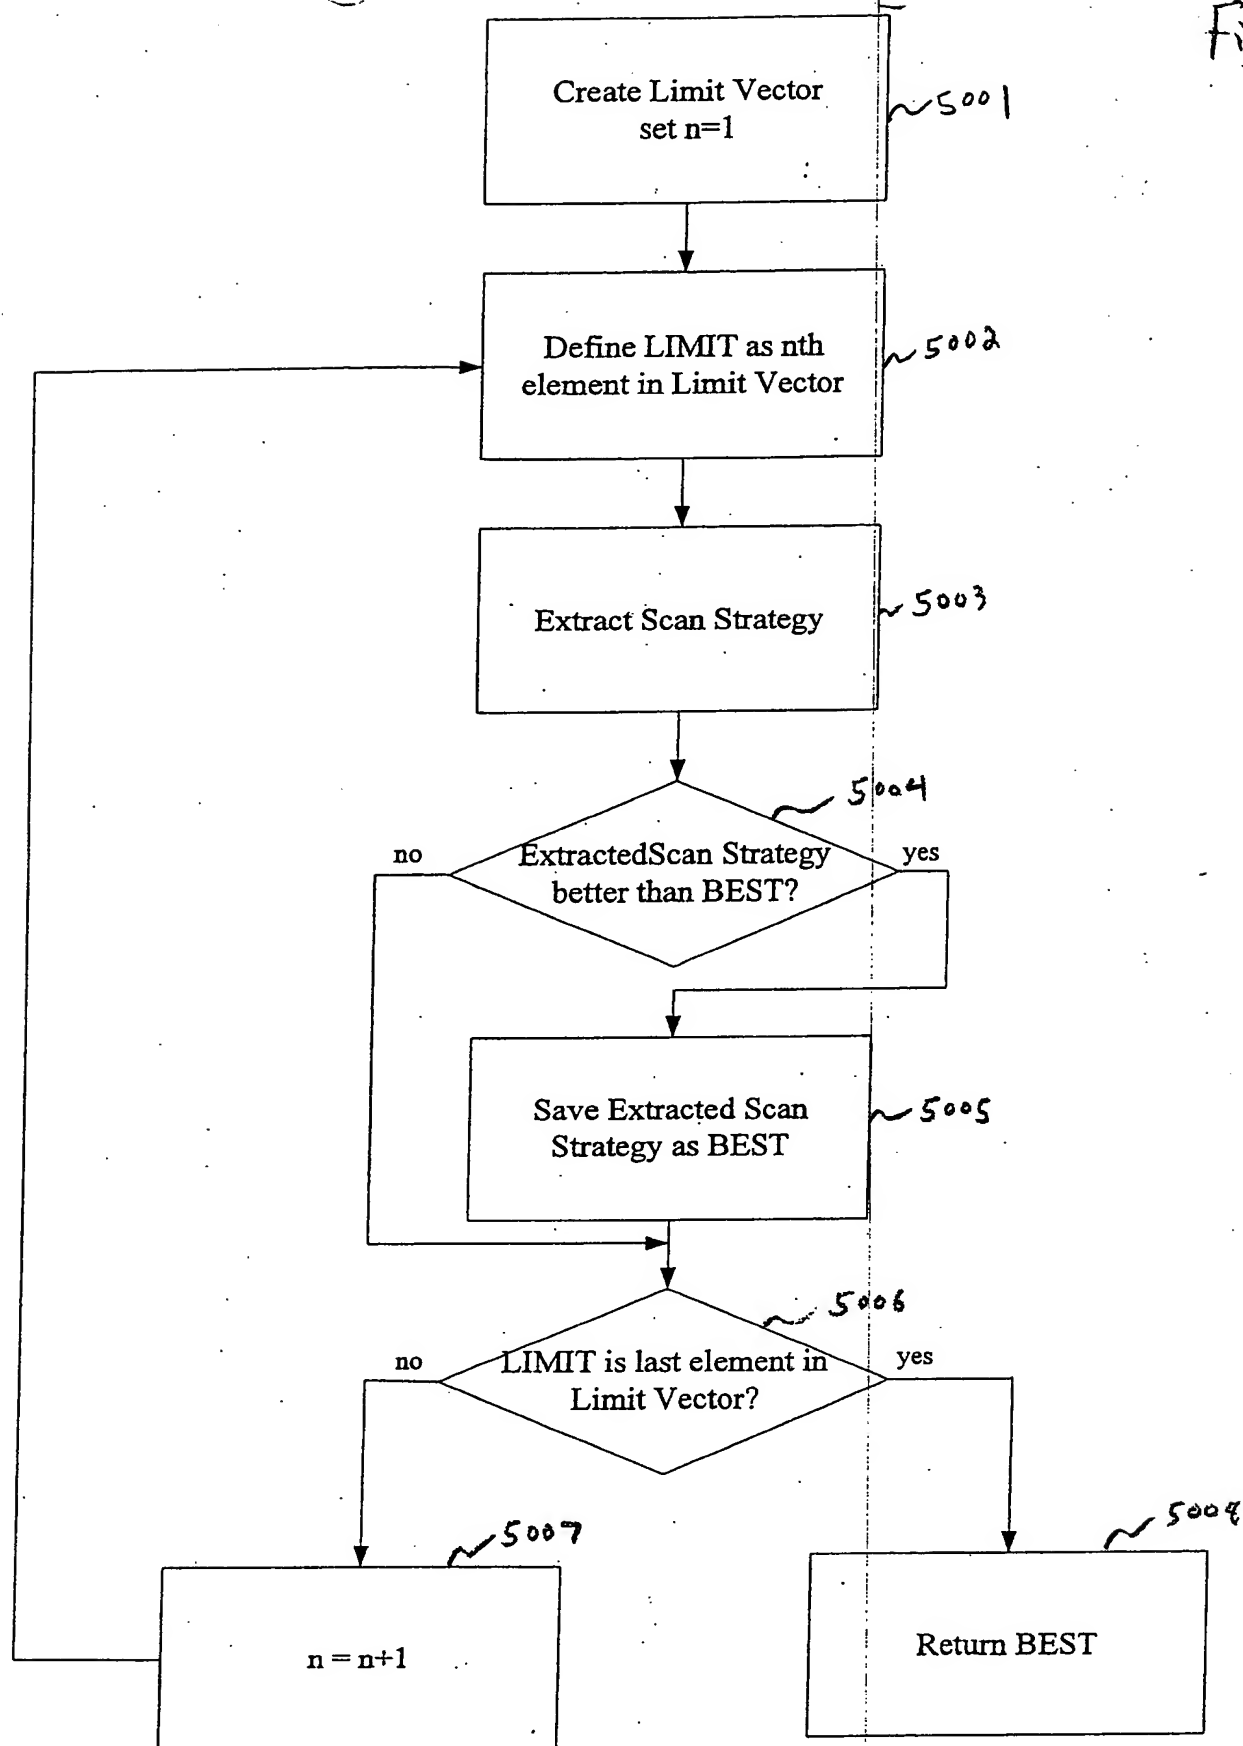 Create Limit Vector
set n=1
5001
Define LIMIT as nth
element in Limit Vector
5002
Extract Scan Strategy
5003
5004
no
ExtractedScan Strategy
better than BEST?
yes
Save Extracted Scan
Strategy as BEST
5005
5006
no
LIMIT is last element in
Limit Vector?
yes
5007
5008
n = n+1
Return BEST